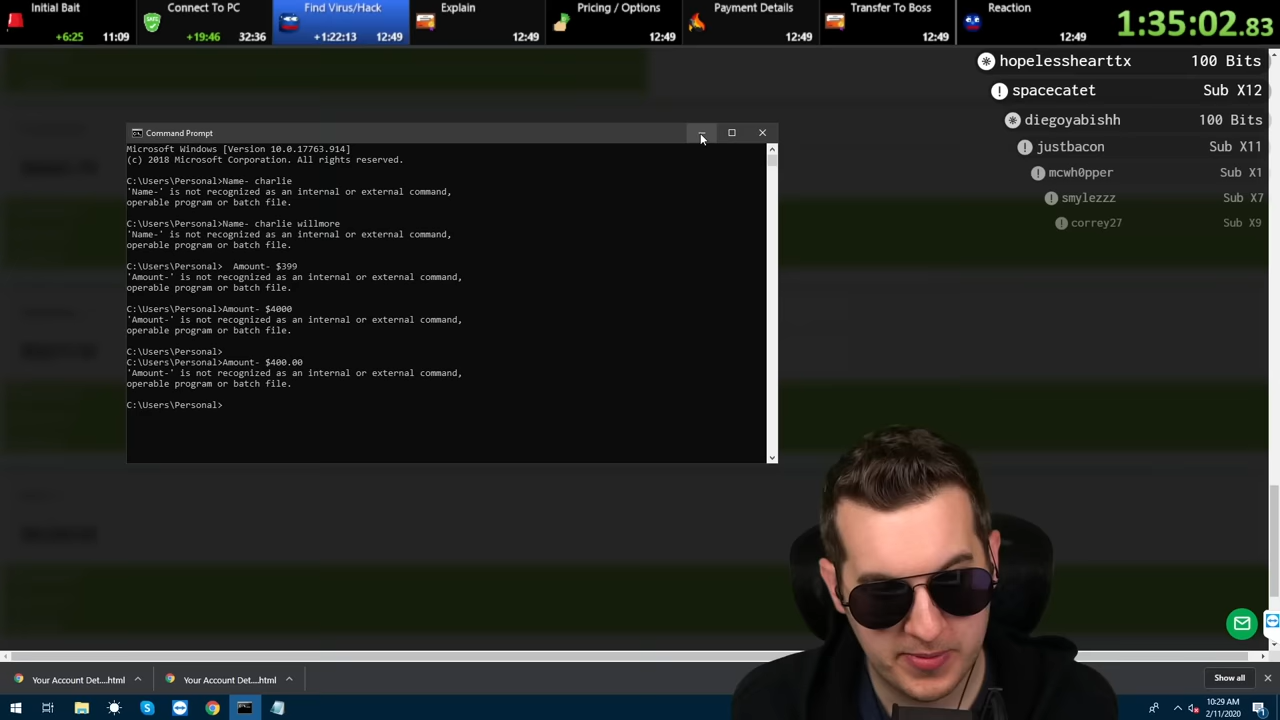 Initial Bait
+6:25 11:09
Connect To PC
+19:46 32:36
Find Virus/Hack
+1:22:13 12:49
Explain
12:49
Pricing / Options
12:49
Payment Details
12:49
Transfer To Boss
12:49
Reaction
12:49
1:35:02.83
hopelesshearttx 100 Bits
spacecatet Sub X12
diegoyabishh 100 Bits
justbacon Sub X11
mcwh0pper Sub X1
smylezzz Sub X7
correy27 Sub X9
Command Prompt
Microsoft Windows [Version 10.0.17763.914]
(c) 2018 Microsoft Corporation. All rights reserved.
C:\Users\Personal>Name- charlie
'Name-' is not recognized as an internal or external command,
operable program or batch file.
C:\Users\Personal>Name- charlie willmore
'Name-' is not recognized as an internal or external command,
operable program or batch file.
C:\Users\Personal>  Amount- $399
'Amount-' is not recognized as an internal or external command,
operable program or batch file.
C:\Users\Personal>Amount- $4000
'Amount-' is not recognized as an internal or external command,
operable program or batch file.
C:\Users\Personal>
C:\Users\Personal>Amount- $400.00
'Amount-' is not recognized as an internal or external command,
operable program or batch file.
C:\Users\Personal>
Your Account Det....html
Your Account Det....html
Show all
10:29 AM
2/11/2020